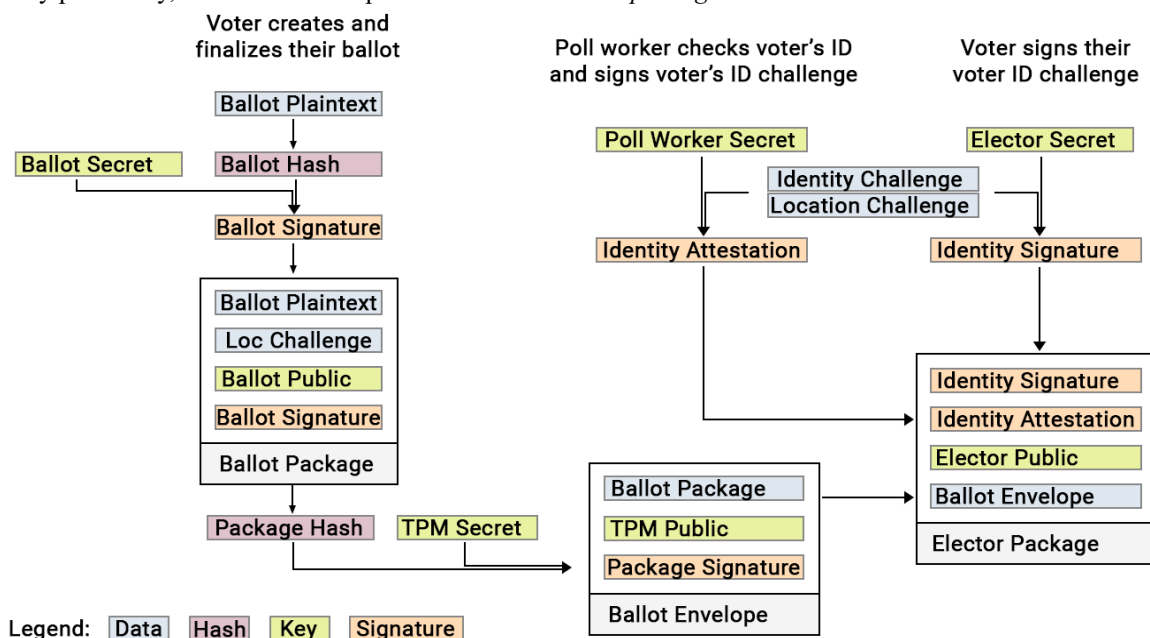 Voter creates and
finalizes their ballot
Poll worker checks voter's ID
and signs voter's ID challenge
Voter signs their
voter ID challenge
Ballot Plaintext
Ballot Secret
Ballot Hash
Ballot Signature
Ballot Plaintext
Loc Challenge
Ballot Public
Ballot Signature
Ballot Package
Package Hash
TPM Secret
Poll Worker Secret
Elector Secret
Identity Challenge
Location Challenge
Identity Attestation
Identity Signature
Ballot Package
TPM Public
Package Signature
Ballot Envelope
Identity Signature
Identity Attestation
Elector Public
Ballot Envelope
Elector Package
Legend: Data Hash Key Signature